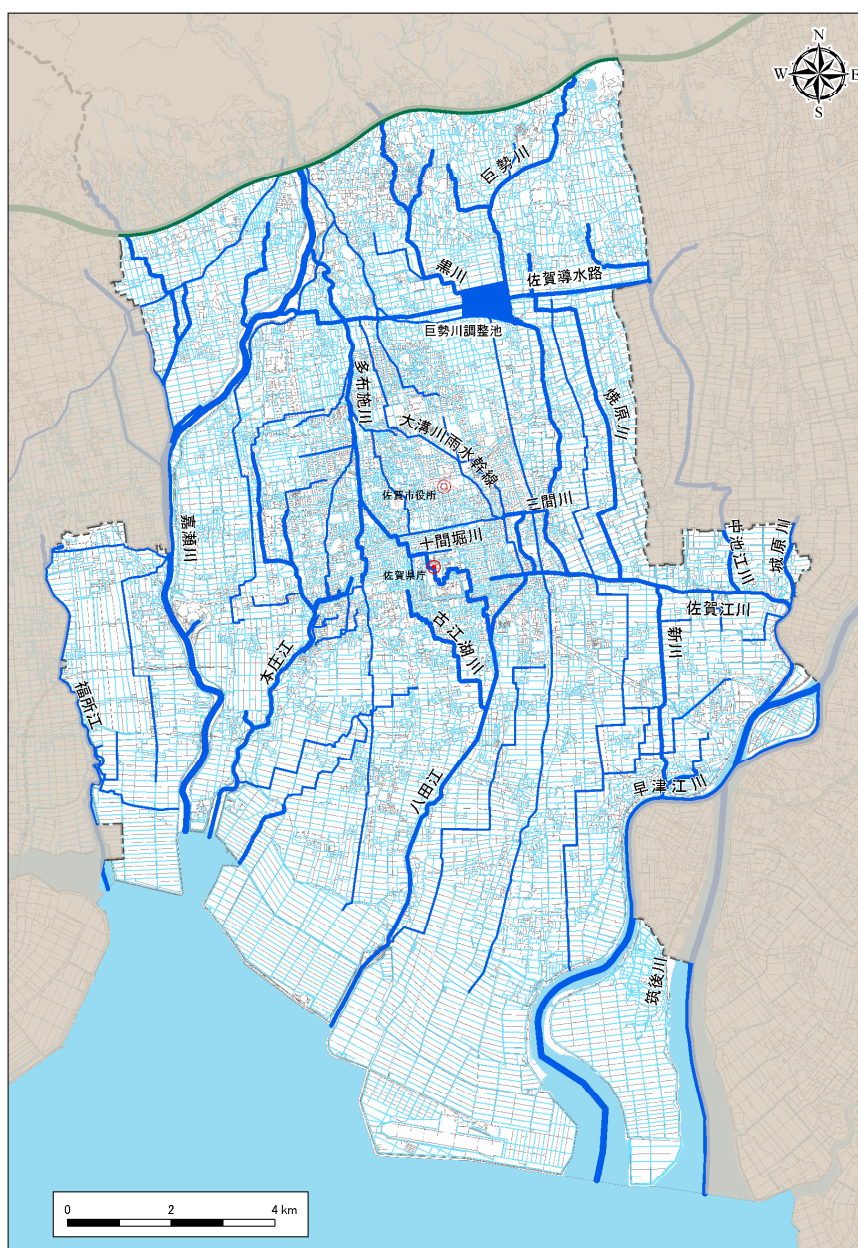 N
W E
S
巨勢川
黒川
佐賀導水路
巨勢川調整池
多布施川
焼原川
大溝川雨水幹線
佐賀市役所
三間川
嘉瀬川
十間堀川
中池江川
城原川
佐賀県庁
佐賀江川
古江湖川
新川
本庄江
福所江
八田江
早津江川
筑後川
0 2 4 km